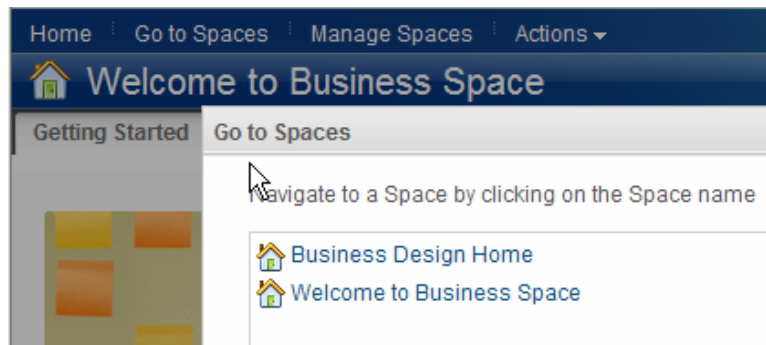 Home Go to Spaces Manage Spaces Actions
Welcome to Business Space
Getting Started Go to Spaces
Navigate to a Space by clicking on the Space name
Business Design Home
Welcome to Business Space